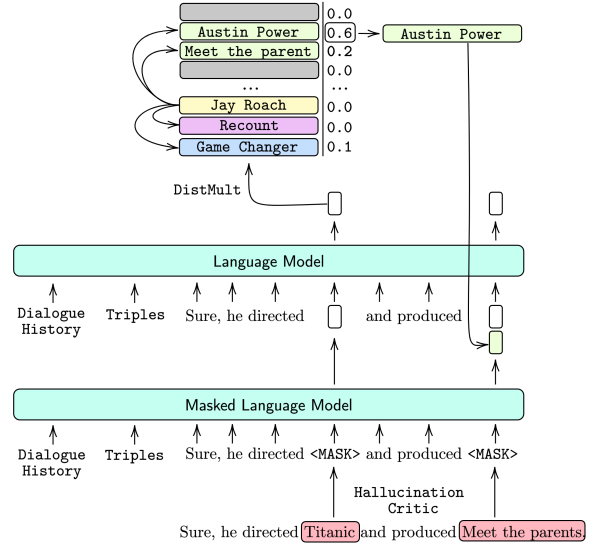 0.0
Austin Power 0.6 Austin Power
Meet the parent 0.2
0.0
... ...
Jay Roach 0.0
Recount 0.0
Game Changer 0.1
DistMult
Language Model
Dialogue History Triples Sure, he directed and produced
Masked Language Model
Dialogue History Triples Sure, he directed <MASK> and produced <MASK>
Hallucination
Critic
Sure, he directed Titanic and produced Meet the parents.